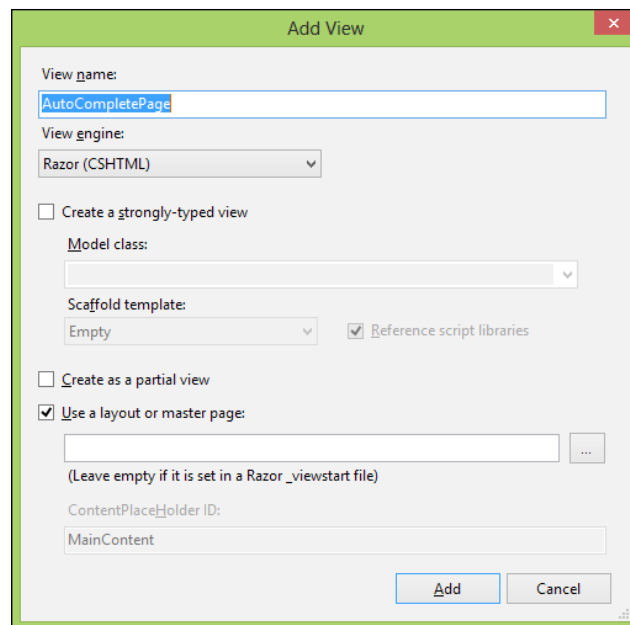 Add View
View name:
AutoCompletePage
View engine:
Razor (CSHTML)
Create a strongly-typed view
Model class:
Scaffold template:
Empty
Reference script libraries
Create as a partial view
Use a layout or master page:
...
(Leave empty if it is set in a Razor _viewstart file)
ContentPlaceHolder ID:
MainContent
Add Cancel